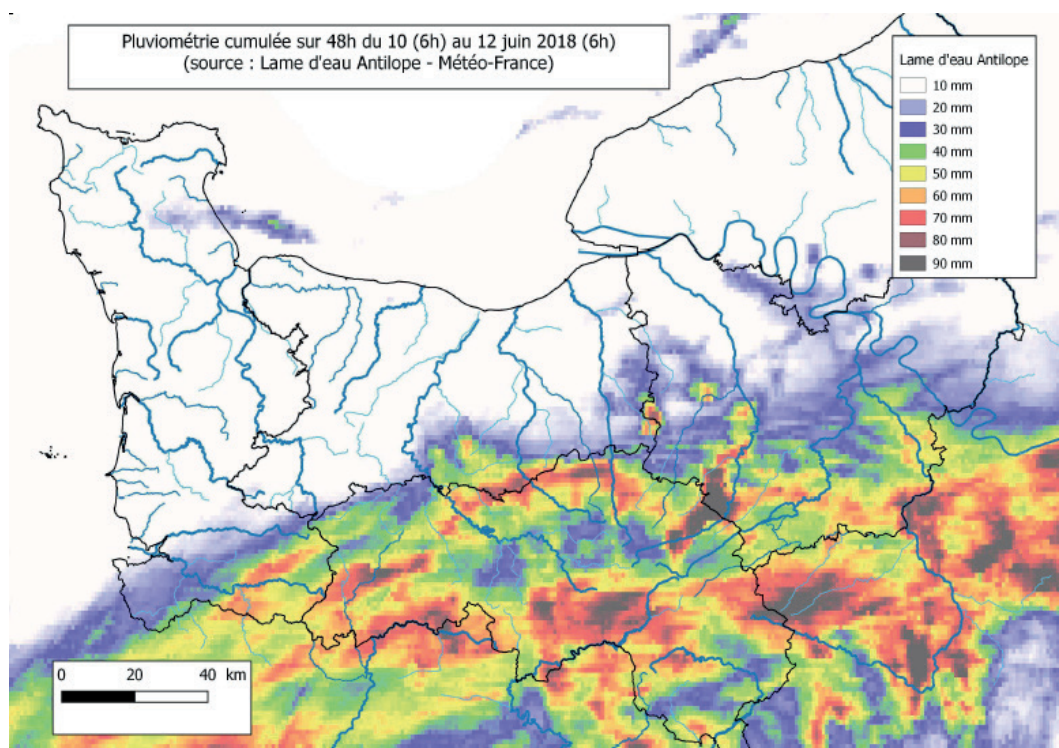 Pluviométrie cumulée sur 48h du 10 (6h) au 12 juin 2018 (6h)
(source : Lame d'eau Antilope - Météo-France)
Lame d'eau Antilope
10 mm
20 mm
30 mm
40 mm
50 mm
60 mm
70 mm
80 mm
90 mm
0 20 40 km